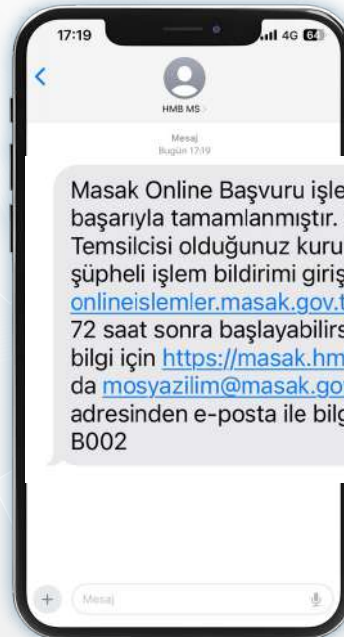 17:19
4G 64
HMB MS >
Mesaj
Bugün 17:19
Masak Online Başvuru işle
başarıyla tamamlanmıştır.
Temsilcisi olduğunuz kuru
şüpheli işlem bildirimi giriş
onlineislemler.masak.gov.t
72 saat sonra başlayabilirs
bilgi için https://masak.hm
da mosyazilim@masak.go
adresinden e-posta ile bilg
B002
Mesaj